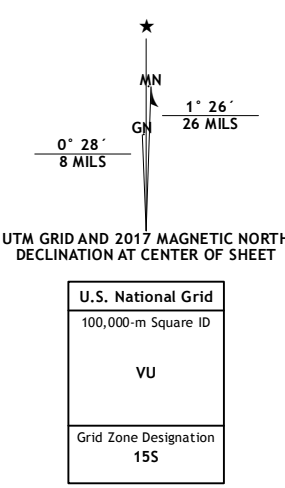 ★
MN
1° 26´
26 MILS
GN
0° 28´
8 MILS
UTM GRID AND 2017 MAGNETIC NORTH
DECLINATION AT CENTER OF SHEET
U.S. National Grid
100,000-m Square ID
VU
Grid Zone Designation
15S